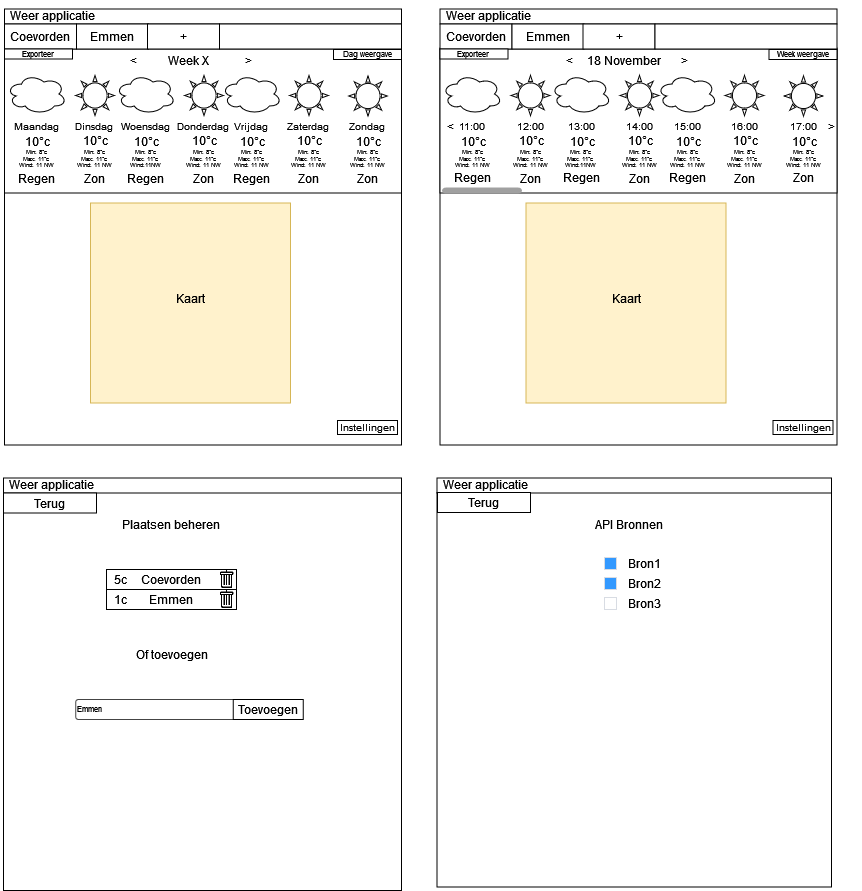 Weer applicatie
Coevorden Emmen +
Exporteer < Week X > Dag weergave
Maandag Dinsdag Woensdag Donderdag Vrijdag Zaterdag Zondag
10°c 10°c 10°c 10°c 10°c 10°c 10°c
Min. 8°c Min. 8°c Min. 8°c Min. 8°c Min. 8°c Min. 8°c Min. 8°c
Max. 11°c Max. 11°c Max. 11°c Max. 11°c Max. 11°c Max. 11°c Max. 11°c
Wind. 11 NW Wind. 11 NW Wind.11NW Wind. 11 NW Wind. 11 NW Wind. 11 NW Wind. 11 NW
Regen Zon Regen Zon Regen Zon Zon
Kaart
Instellingen
Weer applicatie
Coevorden Emmen +
Exporteer < 18 November > Week weergave
< 11:00 12:00 13:00 14:00 15:00 16:00 17:00 >
10°c 10°c 10°c 10°c 10°c 10°c 10°c
Min. 8°c Min. 8°c Min. 8°c Min. 8°c Min. 8°c Min. 8°c Min. 8°c
Max. 11°c Max. 11°c Max. 11°c Max. 11°c Max. 11°c Max. 11°c Max. 11°c
Wind. 11 NW Wind. 11 NW Wind. 11 NW Wind. 11 NW Wind. 11 NW Wind. 11 NW Wind. 11 NW
Regen Zon Regen Zon Regen Zon Zon
Kaart
Instellingen
Weer applicatie
Terug
Plaatsen beheren
5c Coevorden
1c Emmen
Of toevoegen
Emmen Toevoegen
Weer applicatie
Terug
API Bronnen
Bron1
Bron2
Bron3